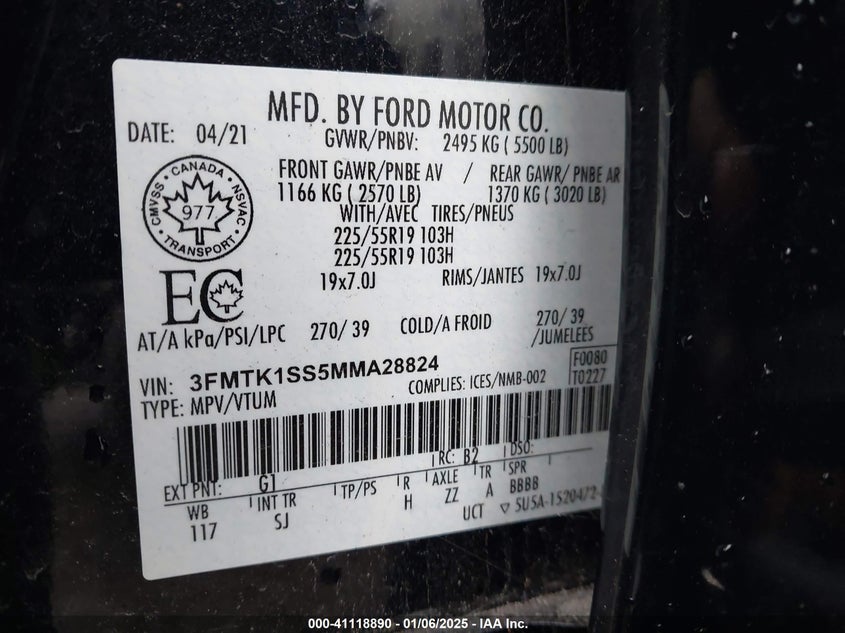 MFD. BY FORD MOTOR CO.
DATE: 04/21
GVWR/PNBV: 2495 KG ( 5500 LB)
FRONT GAWR/PNBE AV / REAR GAWR/ PNBE AR
1166 KG ( 2570 LB) 1370 KG ( 3020 LB)
WITH/AVEC TIRES/PNEUS
225/55R19 103H
225/55R19 103H
19x7.0J RIMS/JANTES 19x7.0J
CANADA
CMVSS NSVAC
977
TRANSPORT
EC
AT/A kPa/PSI/LPC 270/ 39 COLD/A FROID 270/ 39
/JUMELEES
VIN: 3FMTK1SS5MMA28824
COMPLIES: ICES/NMB-002
F0080
T0227
TYPE: MPV/VTUM
RC: B2 DSO:
EXT PNT: G1
WB INT TR TP/PS R AXLE TR SPR
117 SJ H ZZ A BBBB
UCT ▽ 5U5A-1520472-
000-41118890 - 01/06/2025 - IAA Inc.